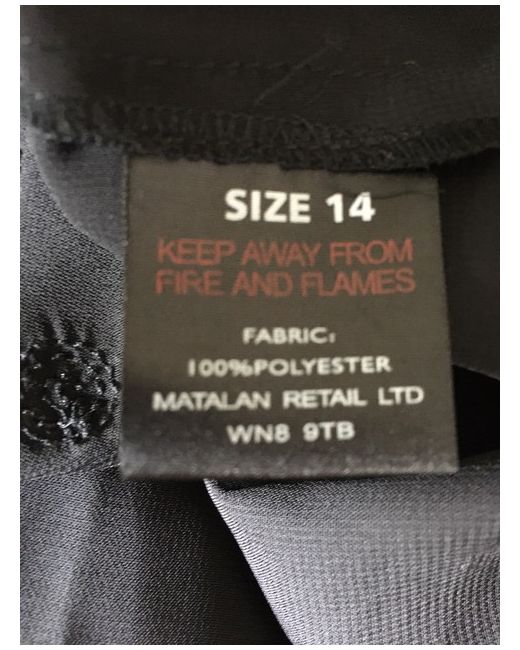 SIZE 14
KEEP AWAY FROM
FIRE AND FLAMES
FABRIC:
100%POLYESTER
MATALAN RETAIL LTD
WN8 9TB